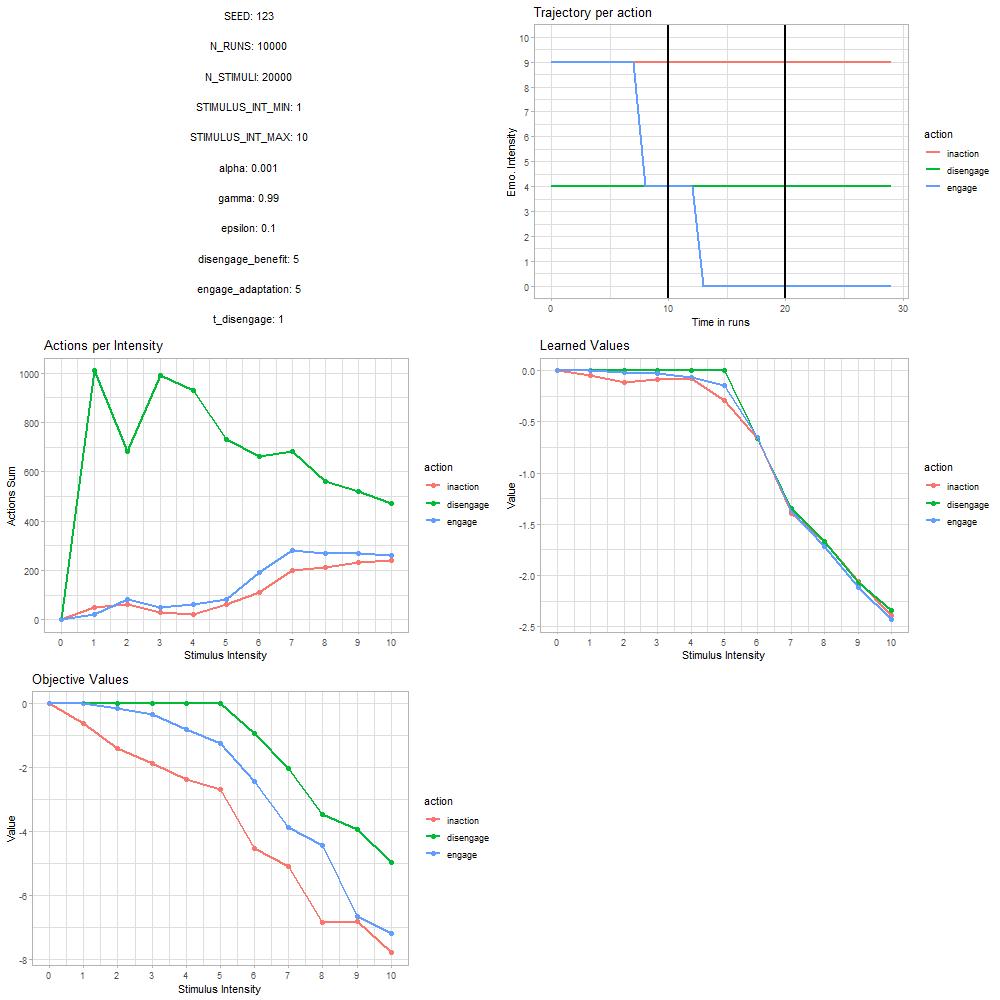 SEED: 123
N_RUNS: 10000
N_STIMULI: 20000
STIMULUS_INT_MIN: 1
STIMULUS_INT_MAX: 10
alpha: 0.001
gamma: 0.99
epsilon: 0.1
disengage_benefit: 5
engage_adaptation: 5
t_disengage: 1
Trajectory per action
10
9
8
7
6
5
4
3
2
1
0
Emo. Intensity
0 10 20 30
Time in runs
action
inaction
disengage
engage
Actions per Intensity
1000
800
600
400
200
0
Actions Sum
0 1 2 3 4 5 6 7 8 9 10
Stimulus Intensity
action
inaction
disengage
engage
Learned Values
0.0
-0.5
-1.0
-1.5
-2.0
-2.5
Value
0 1 2 3 4 5 6 7 8 9 10
Stimulus Intensity
action
inaction
disengage
engage
Objective Values
0
-2
-4
-6
-8
Value
0 1 2 3 4 5 6 7 8 9 10
Stimulus Intensity
action
inaction
disengage
engage